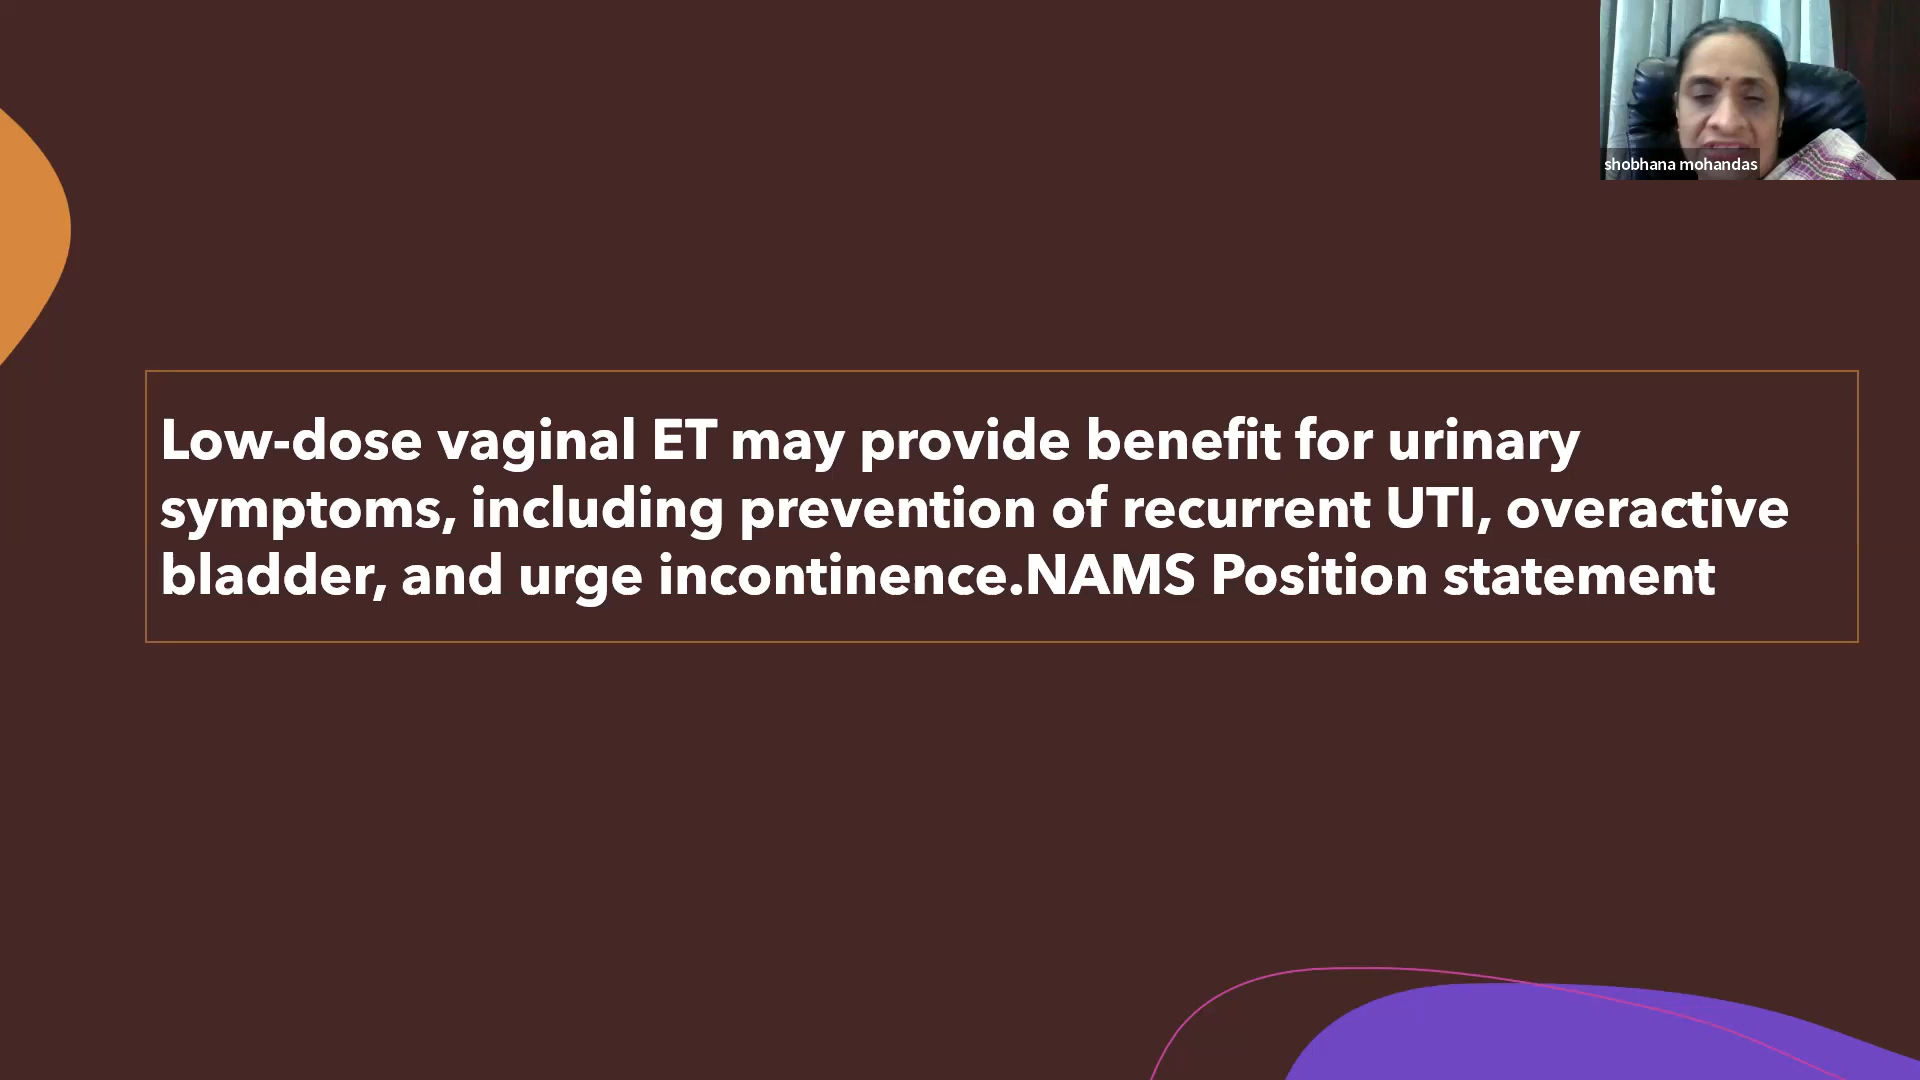 shobhana mohandas
Low-dose vaginal ET may provide benefit for urinary
symptoms, including prevention of recurrent UTI, overactive
bladder, and urge incontinence.NAMS Position statement